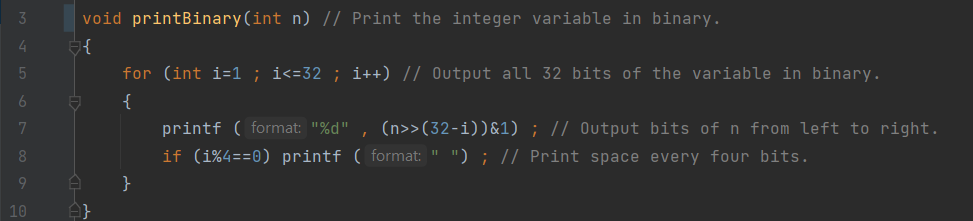 3 void printBinary(int n) // Print the integer variable in binary.
4 {
5 for (int i=1 ; i<=32 ; i++) // Output all 32 bits of the variable in binary.
6 {
7 printf ( format: "%d" , (n>>(32-i))&1) ; // Output bits of n from left to right.
8 if (i%4==0) printf ( format: " ") ; // Print space every four bits.
9 }
10 }